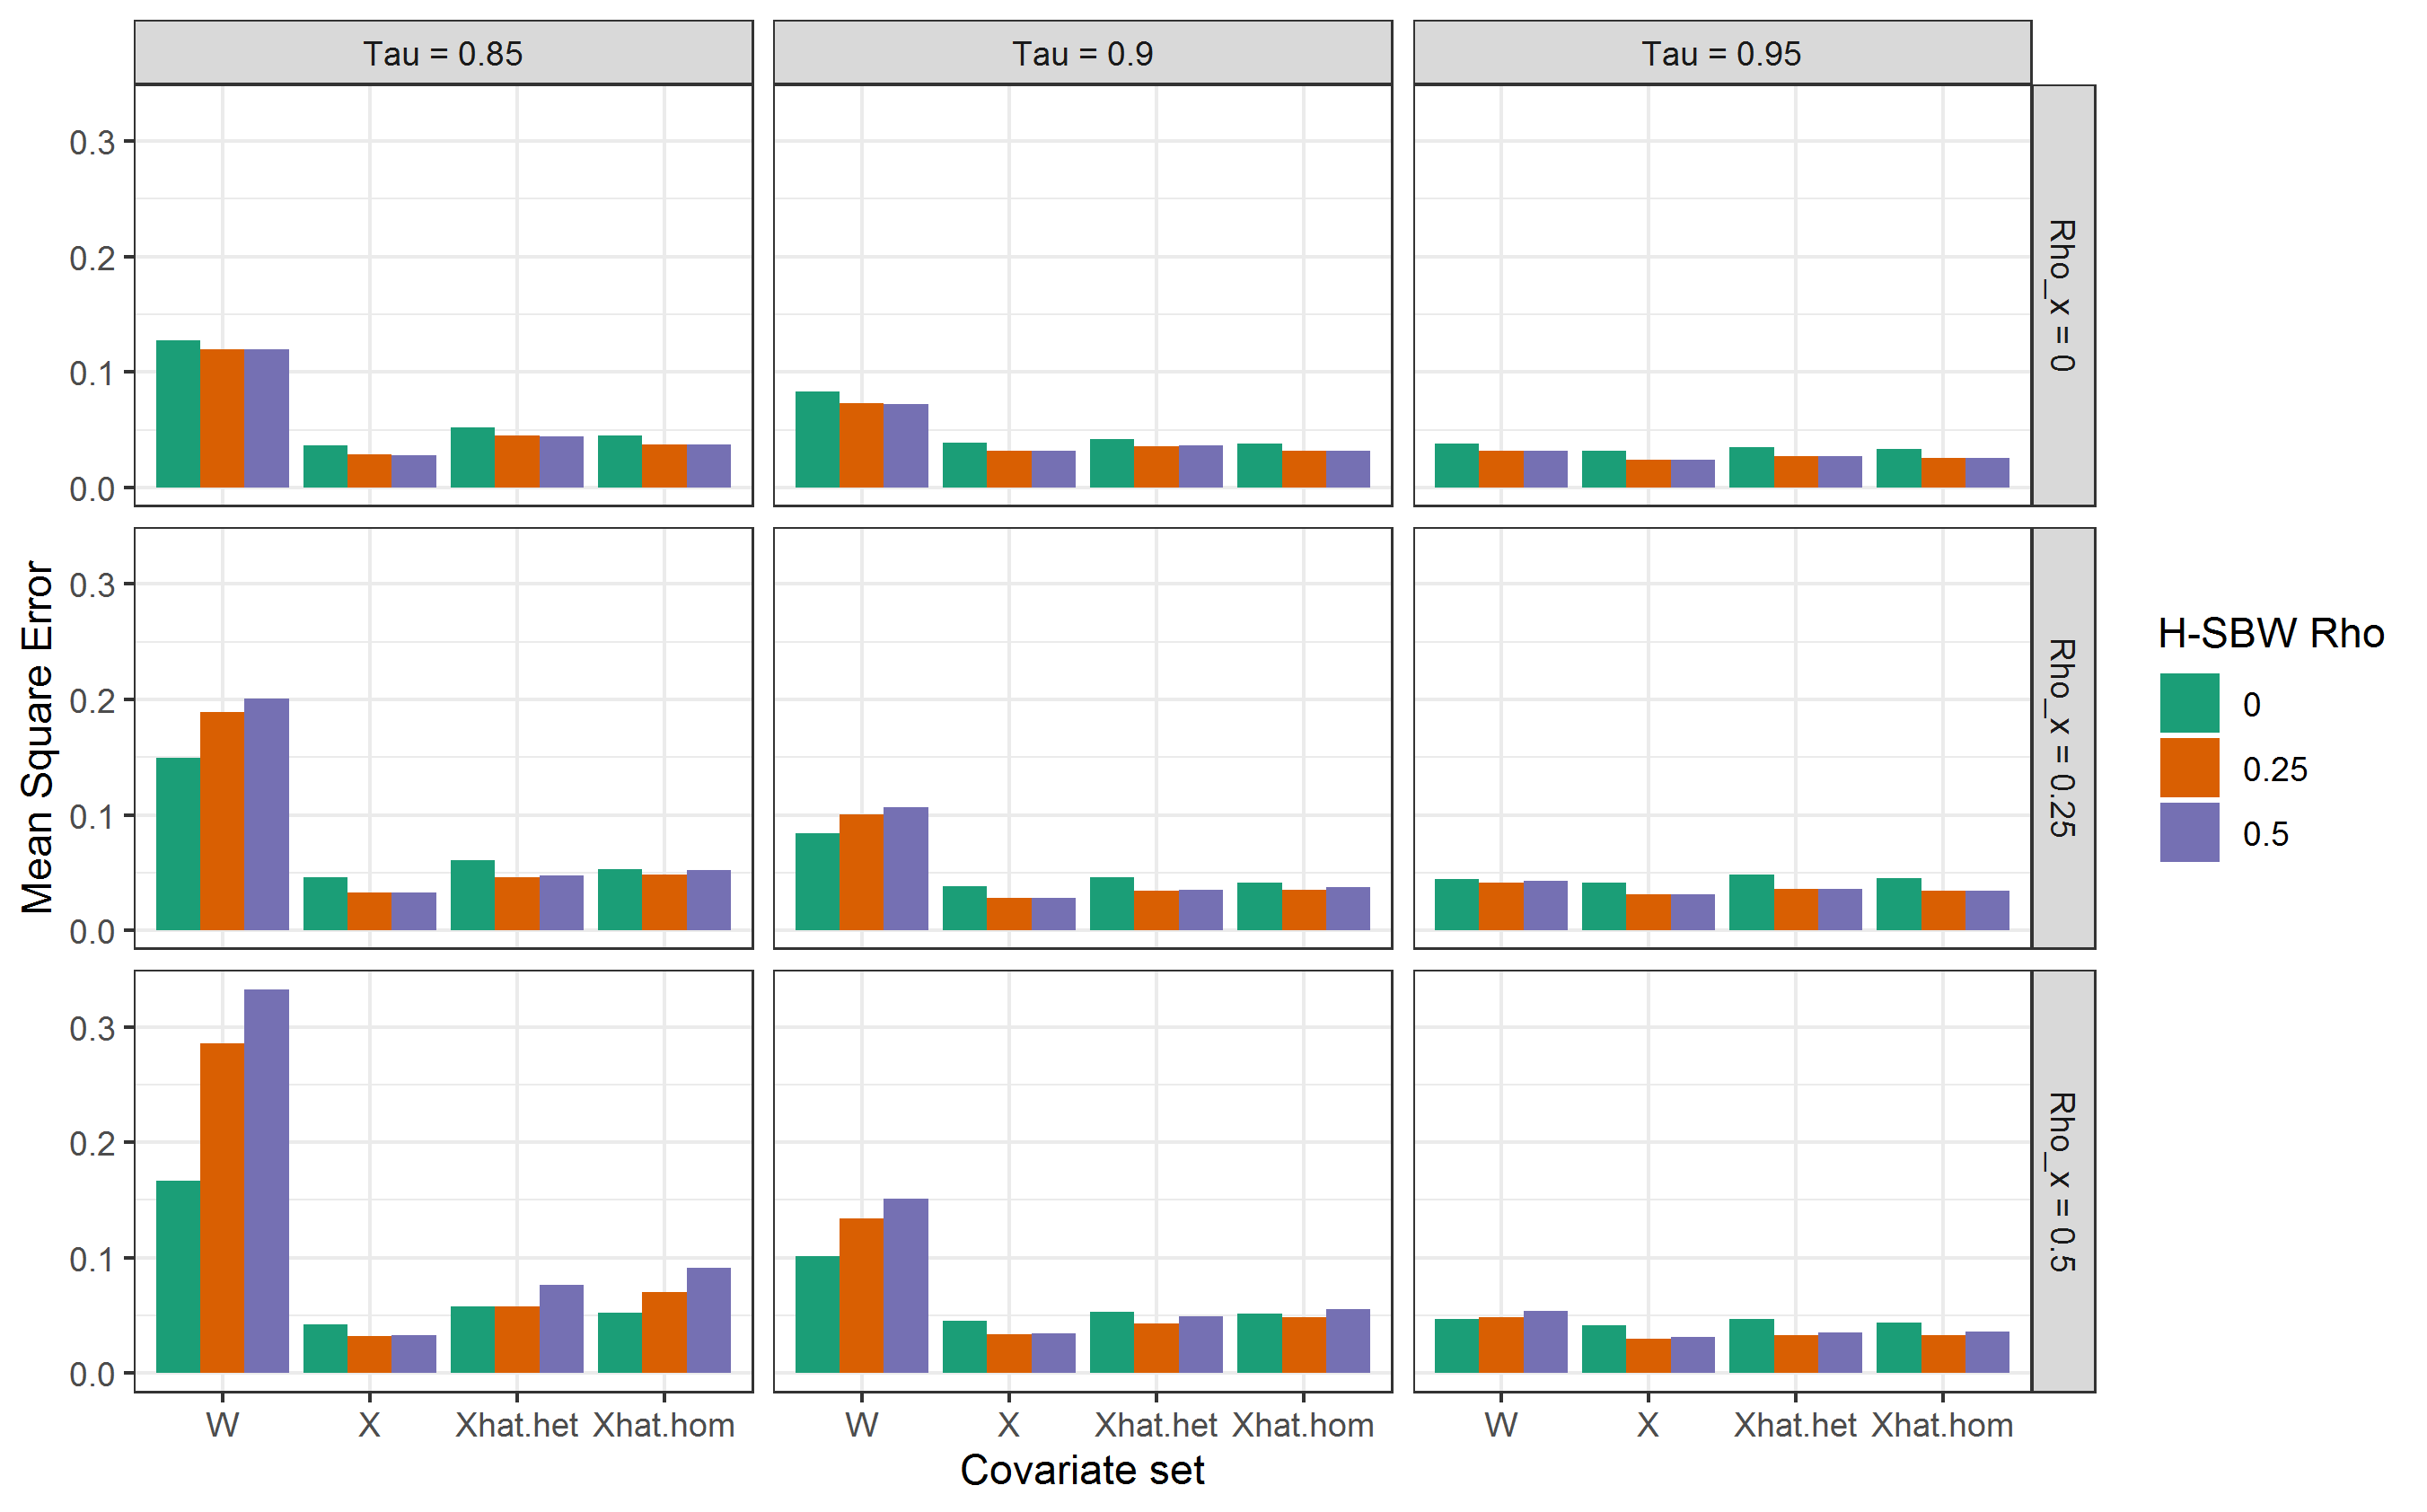 Tau = 0.85
Tau = 0.9
Tau = 0.95
Rho_x = 0
0.3
0.2
0.1
0.0
Rho_x = 0.25
0.3
0.2
0.1
0.0
Rho_x = 0.5
0.3
0.2
0.1
0.0
Mean Square Error
W X Xhat.het Xhat.hom
W X Xhat.het Xhat.hom
W X Xhat.het Xhat.hom
Covariate set
H-SBW Rho
0
0.25
0.5